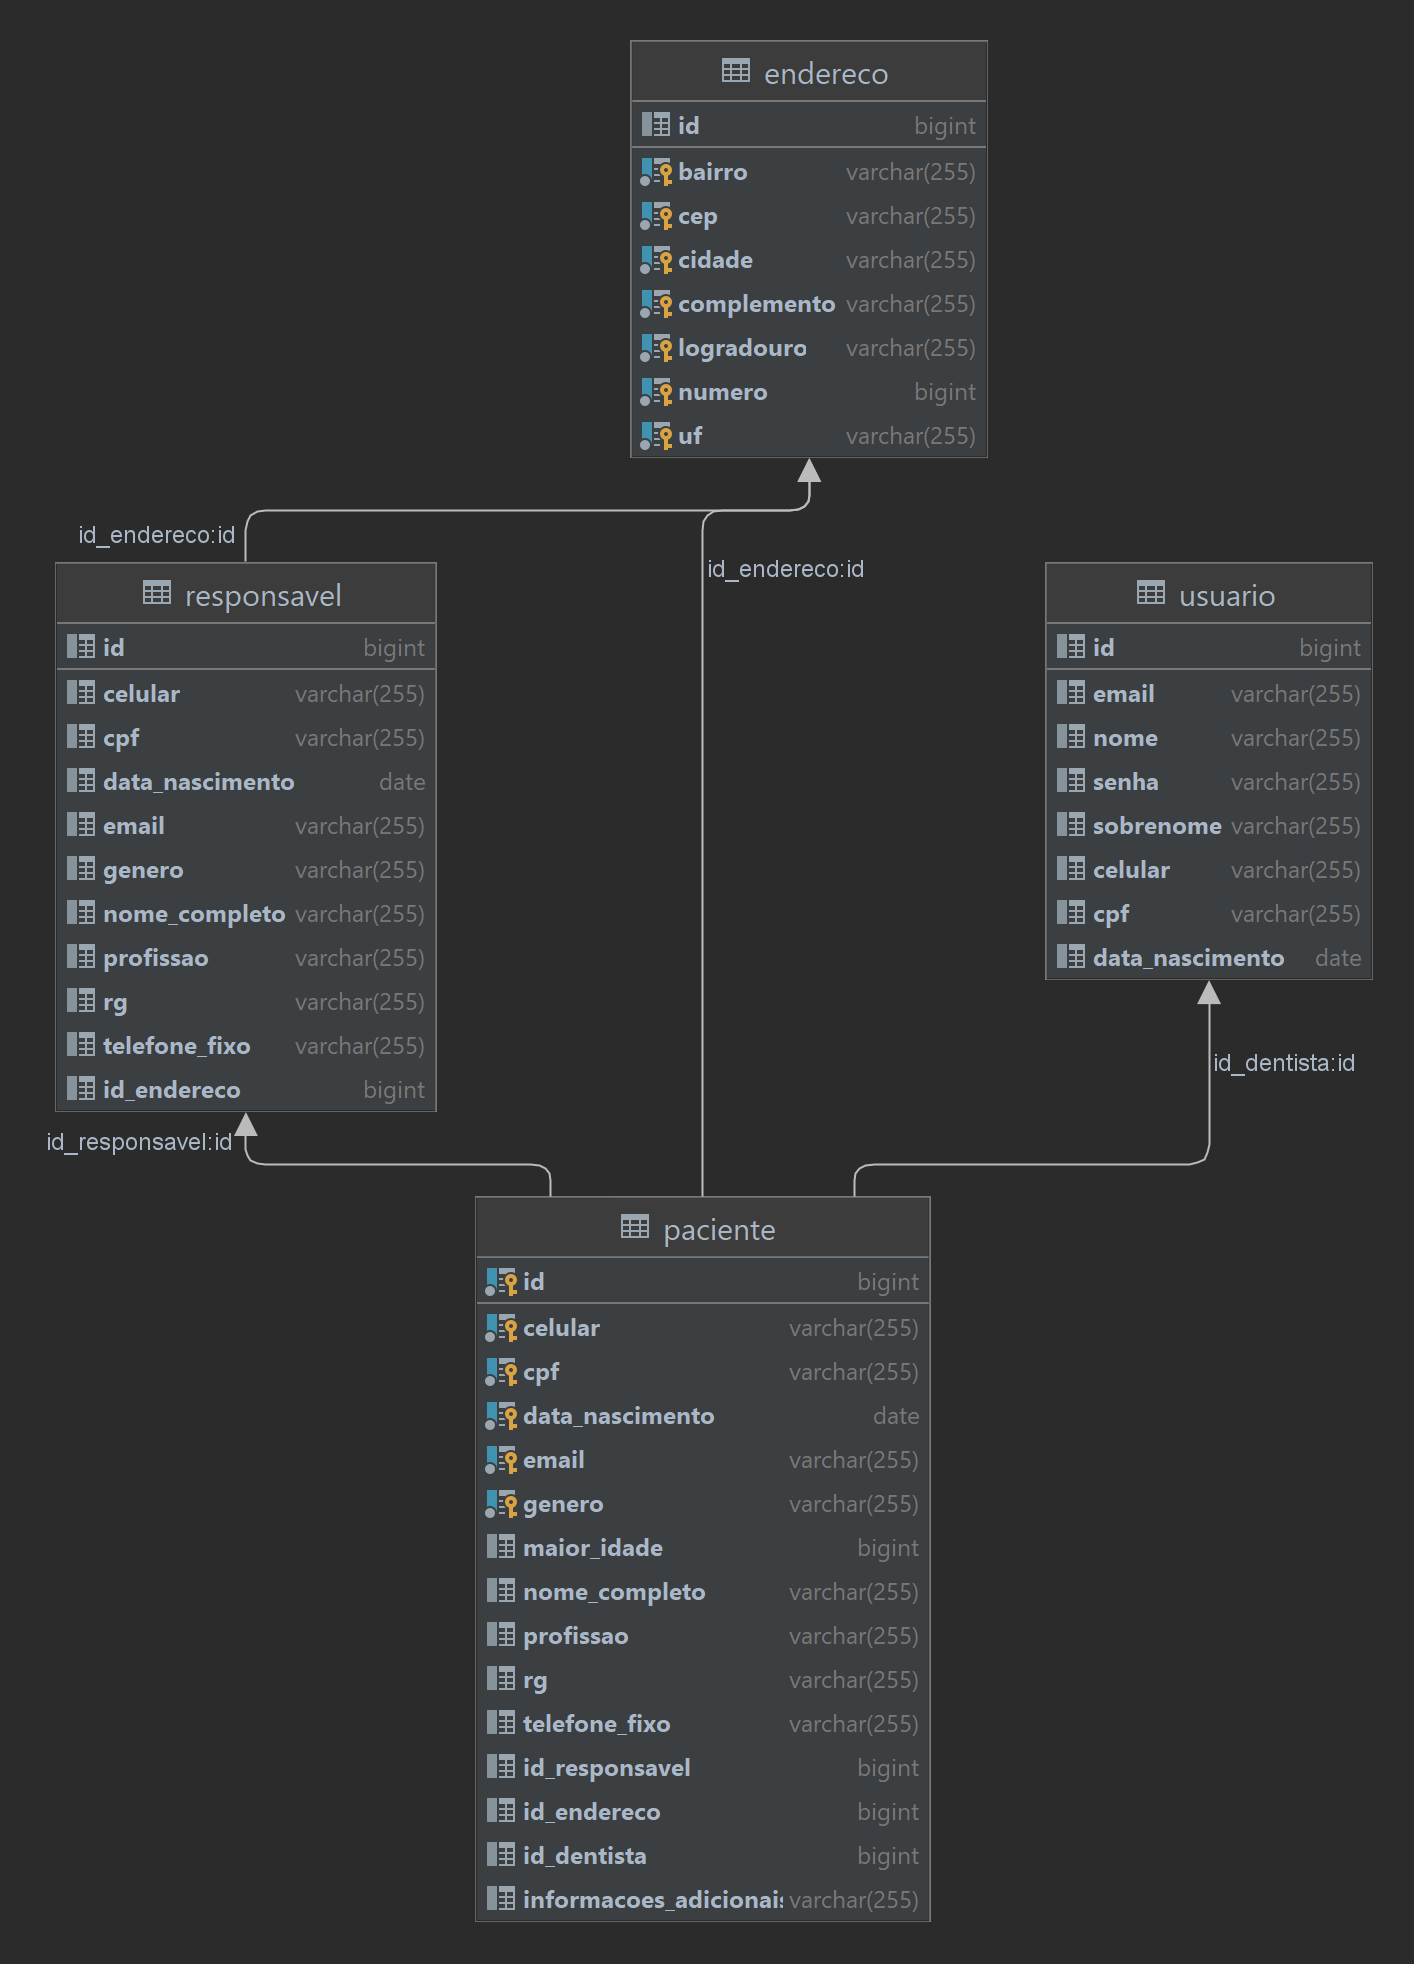 endereco
id bigint
bairro varchar(255)
cep varchar(255)
cidade varchar(255)
complemento varchar(255)
logradouro varchar(255)
numero bigint
uf varchar(255)
id_endereco:id
id_endereco:id
responsavel
id bigint
celular varchar(255)
cpf varchar(255)
data_nascimento date
email varchar(255)
genero varchar(255)
nome_completo varchar(255)
profissao varchar(255)
rg varchar(255)
telefone_fixo varchar(255)
id_endereco bigint
usuario
id bigint
email varchar(255)
nome varchar(255)
senha varchar(255)
sobrenome varchar(255)
celular varchar(255)
cpf varchar(255)
data_nascimento date
id_dentista:id
id_responsavel:id
paciente
id bigint
celular varchar(255)
cpf varchar(255)
data_nascimento date
email varchar(255)
genero varchar(255)
maior_idade bigint
nome_completo varchar(255)
profissao varchar(255)
rg varchar(255)
telefone_fixo varchar(255)
id_responsavel bigint
id_endereco bigint
id_dentista bigint
informacoes_adicionais varchar(255)